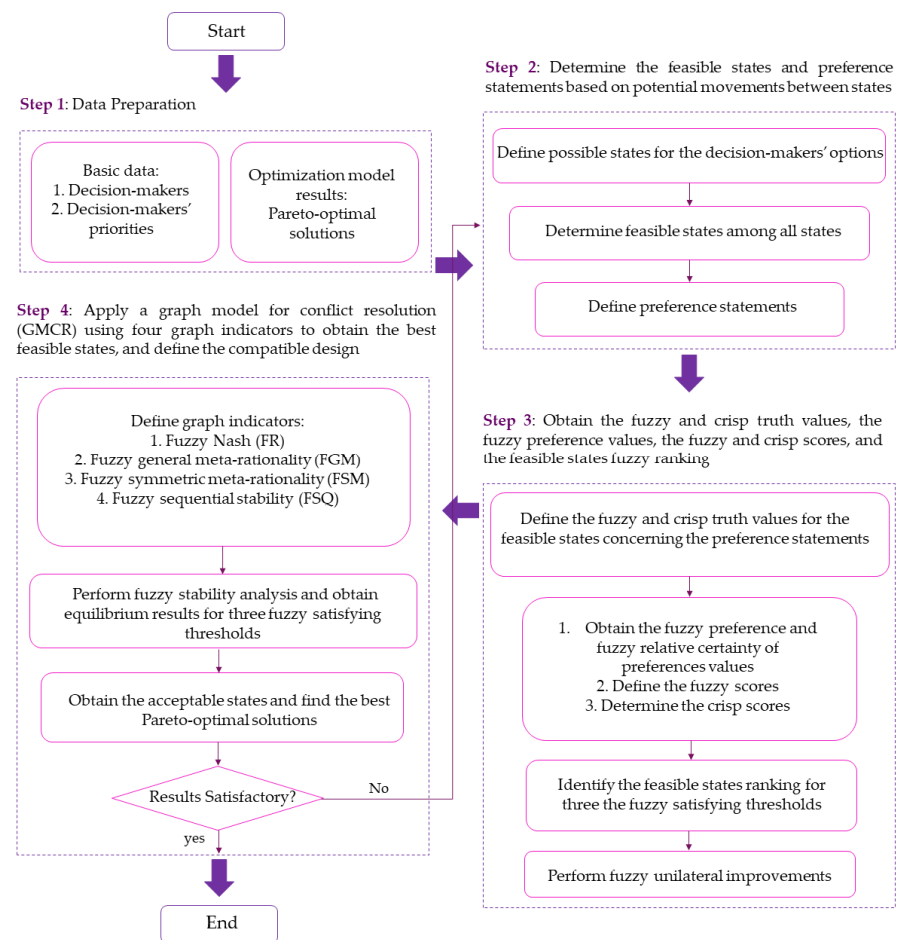 Start
Step 1: Data Preparation
Basic data:
1. Decision-makers
2. Decision-makers'
priorities
Optimization model
results:
Pareto-optimal
solutions
Step 2: Determine the feasible states and preference
statements based on potential movements between states
Define possible states for the decision-makers' options
Determine feasible states among all states
Define preference statements
Step 3: Obtain the fuzzy and crisp truth values, the
fuzzy preference values, the fuzzy and crisp scores, and
the feasible states fuzzy ranking
Define the fuzzy and crisp truth values for the
feasible states concerning the preference statements
1. Obtain the fuzzy preference and
fuzzy relative certainty of
preferences values
2. Define the fuzzy scores
3. Determine the crisp scores
Identify the feasible states ranking for
three the fuzzy satisfying thresholds
Perform fuzzy unilateral improvements
Step 4: Apply a graph model for conflict resolution
(GMCR) using four graph indicators to obtain the best
feasible states, and define the compatible design
Define graph indicators:
1. Fuzzy Nash (FR)
2. Fuzzy general meta-rationality (FGM)
3. Fuzzy symmetric meta-rationality (FSM)
4. Fuzzy sequential stability (FSQ)
Perform fuzzy stability analysis and obtain
equilibrium results for three fuzzy satisfying
thresholds
Obtain the acceptable states and find the best
Pareto-optimal solutions
Results Satisfactory?
No
yes
End